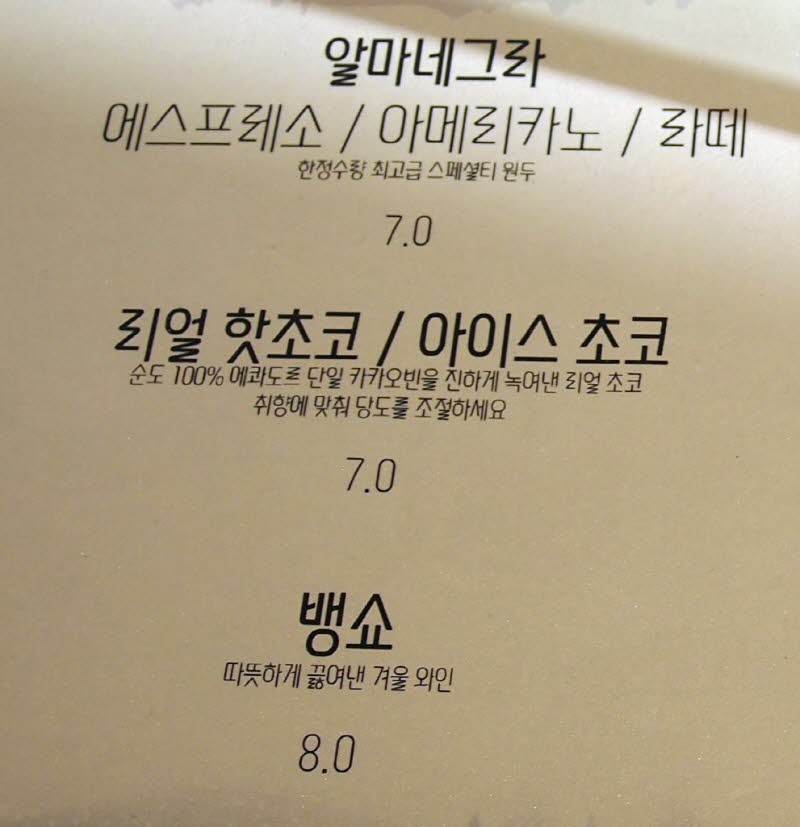 알마네그라
에스프레소 / 아메리카노 / 라떼
한정수량 최고급 스페셜티 원두
7.0
리얼 핫초코 / 아이스 초코
순도 100% 에콰도르 단일 카카오빈을 진하게 녹여낸 리얼 초코
취향에 맞춰 당도를 조절하세요
7.0
뱅쇼
따뜻하게 끓여낸 겨울 와인
8.0